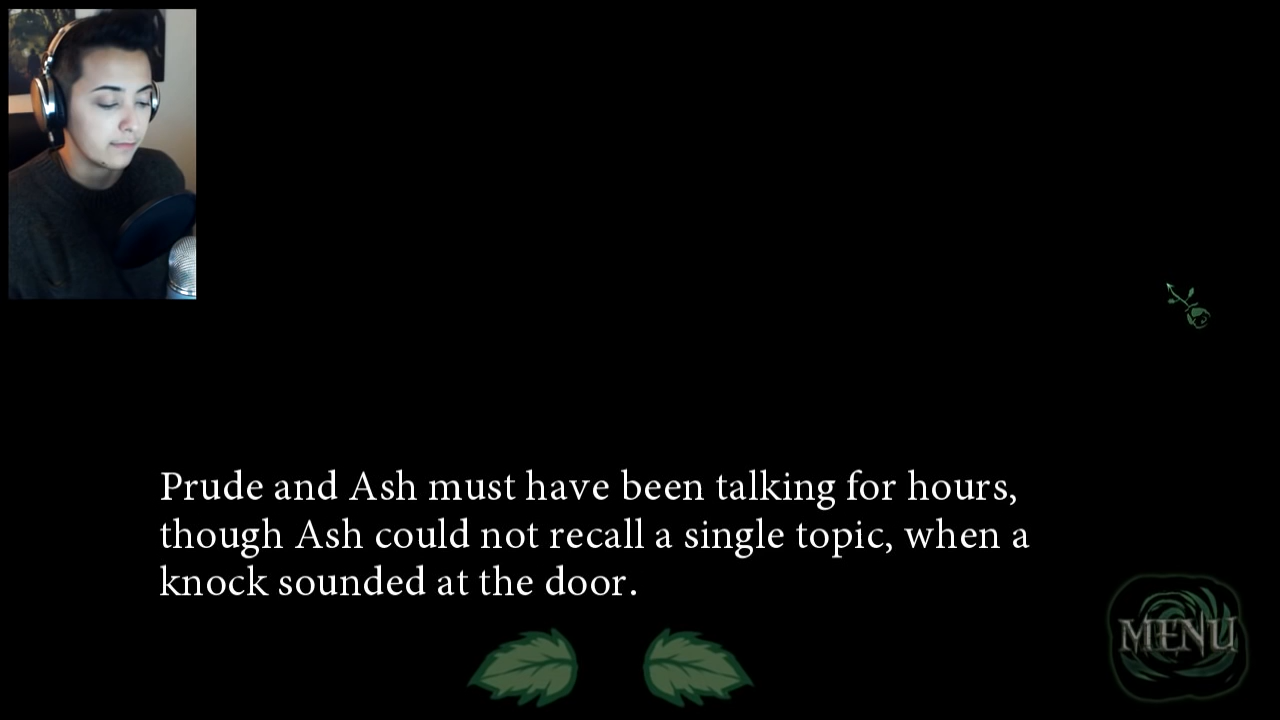 Prude and Ash must have been talking for hours,
though Ash could not recall a single topic, when a
knock sounded at the door.
MENU